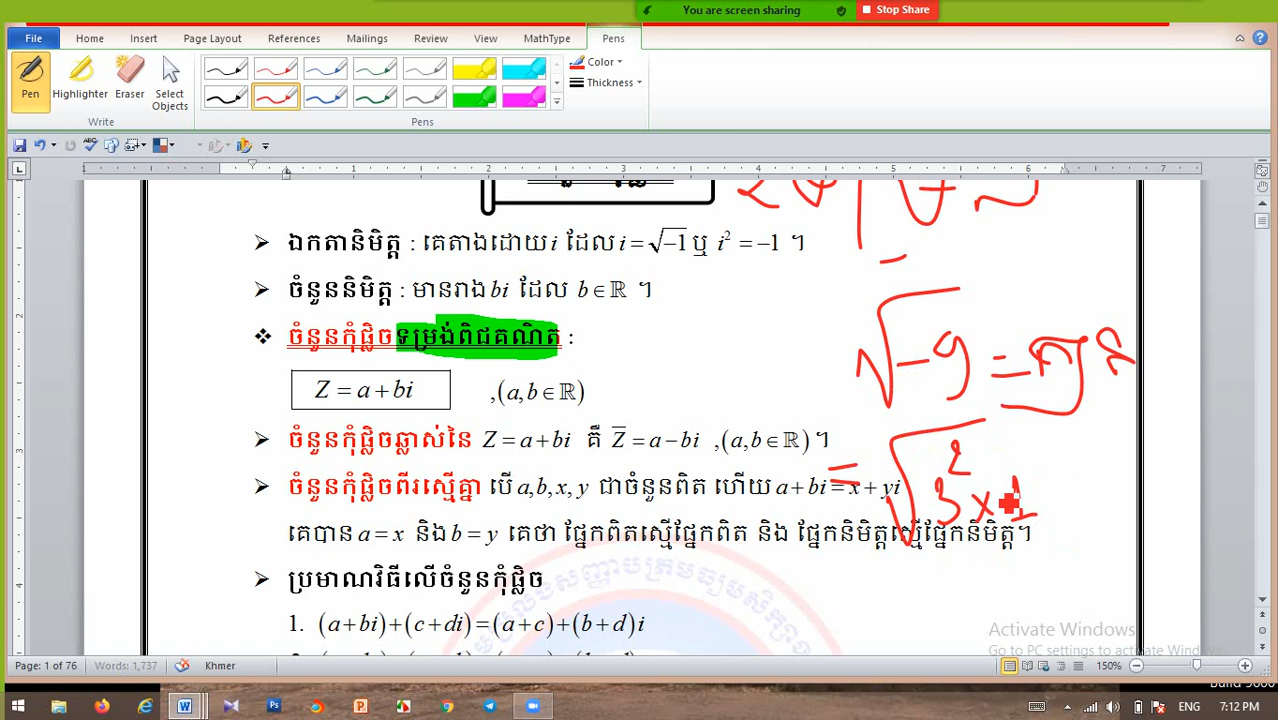 You are screen sharing
Stop Share
File Home Insert Page Layout References Mailings Review View MathType Pens
Pen Highlighter Eraser Select Objects
Color
Thickness
Write
Pens
ឯកតានិមិត្ត : គេតាងដោយ i ដែល i = √−1 ឬ i² = −1 ។
ចំនួននិមិត្ត : មានរាង bi ដែល b ∈ ℝ ។
ចំនួនកុំផ្លិចទម្រង់ពិជគណិត :
Z = a + bi ,(a,b ∈ ℝ)
√−9 =
ចំនួនកុំផ្លិចឆ្លាស់នៃ Z = a + bi គឺ Z̅ = a − bi ,(a,b ∈ ℝ) ។
= √3² ×
ចំនួនកុំផ្លិចពីរស្មើគ្នា បើ a,b,x,y ជាចំនួនពិត ហើយ a + bi = x + yi
គេបាន a = x និង b = y គេថា ផ្នែកពិតស្មើផ្នែកពិត និង ផ្នែកនិមិត្តស្មើផ្នែកនិមិត្ត។
ប្រមាណវិធីលើចំនួនកុំផ្លិច
1. (a + bi) + (c + di) = (a + c) + (b + d)i
Activate Windows
Go to PC settings to activate Windows
Page: 1 of 76 Words: 1,737 Khmer 150%
7:12 PM